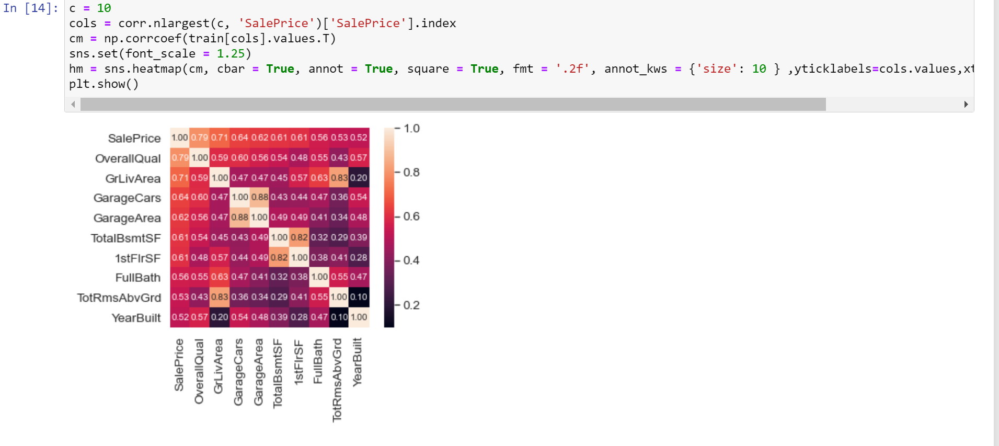 In [14]:
c = 10
cols = corr.nlargest(c, 'SalePrice')['SalePrice'].index
cm = np.corrcoef(train[cols].values.T)
sns.set(font_scale = 1.25)
hm = sns.heatmap(cm, cbar = True, annot = True, square = True, fmt = '.2f', annot_kws = {'size': 10 } ,yticklabels=cols.values,xt
plt.show()
SalePrice 1.00 0.79 0.71 0.64 0.62 0.61 0.61 0.56 0.53 0.52
OverallQual 0.79 1.00 0.59 0.60 0.56 0.54 0.48 0.55 0.43 0.57
GrLivArea 0.71 0.59 1.00 0.47 0.47 0.45 0.57 0.63 0.83 0.20
GarageCars 0.64 0.60 0.47 1.00 0.88 0.43 0.44 0.47 0.36 0.54
GarageArea 0.62 0.56 0.47 0.88 1.00 0.49 0.49 0.41 0.34 0.48
TotalBsmtSF 0.61 0.54 0.45 0.43 0.49 1.00 0.82 0.32 0.29 0.39
1stFlrSF 0.61 0.48 0.57 0.44 0.49 0.82 1.00 0.38 0.41 0.28
FullBath 0.56 0.55 0.63 0.47 0.41 0.32 0.38 1.00 0.55 0.47
TotRmsAbvGrd 0.53 0.43 0.83 0.36 0.34 0.29 0.41 0.55 1.00 0.10
YearBuilt 0.52 0.57 0.20 0.54 0.48 0.39 0.28 0.47 0.10 1.00
SalePrice
OverallQual
GrLivArea
GarageCars
GarageArea
TotalBsmtSF
1stFlrSF
FullBath
TotRmsAbvGrd
YearBuilt
1.0
0.8
0.6
0.4
0.2